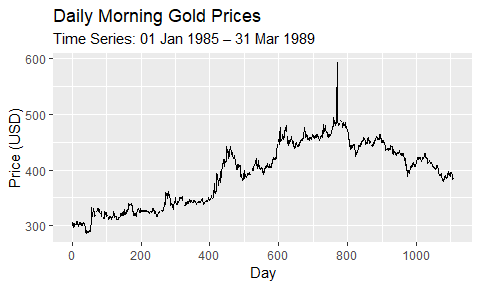 Daily Morning Gold Prices
Time Series: 01 Jan 1985 – 31 Mar 1989
Price (USD)
600
500
400
300
0 200 400 600 800 1000
Day